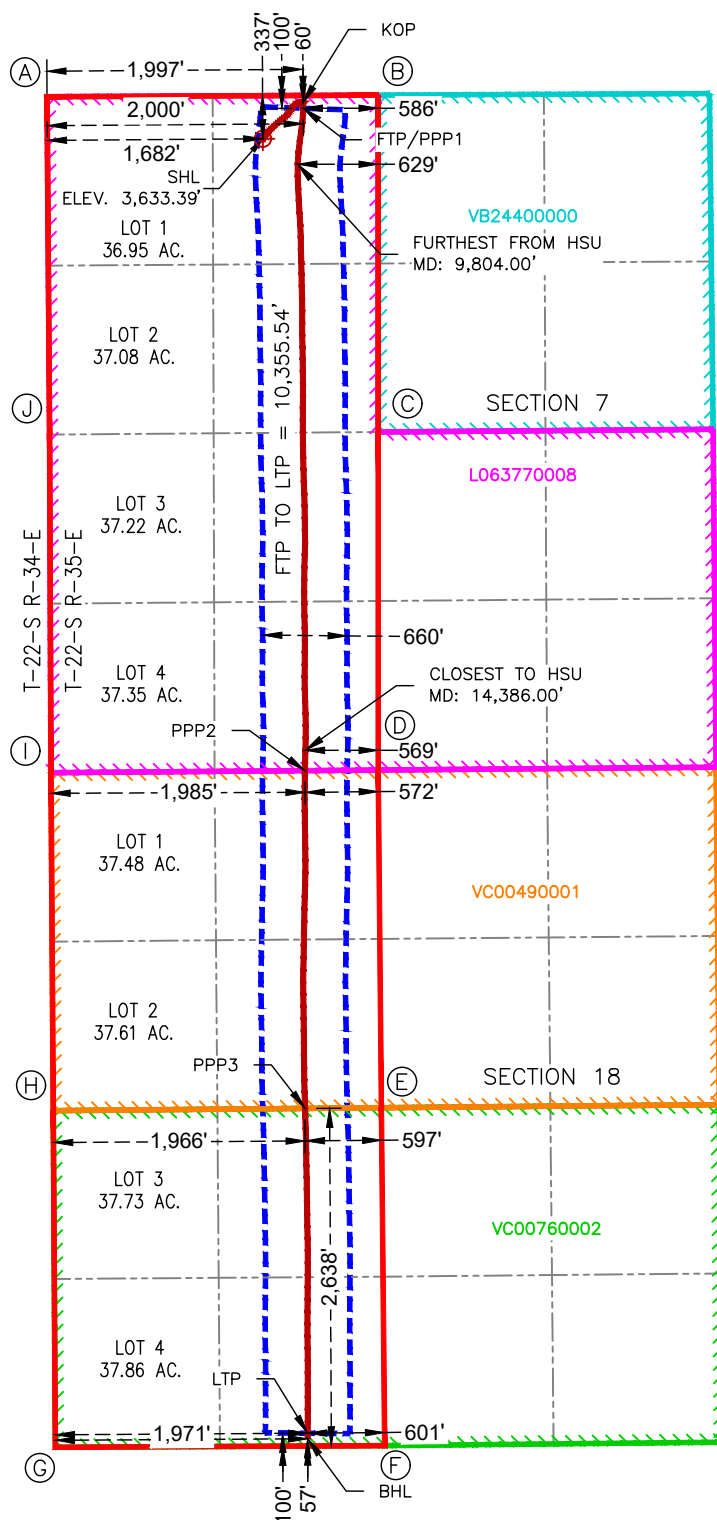 337'
100'
60'
KOP
A
1,997'
B
2,000'
586'
FTP/PPP1
1,682'
629'
SHL
ELEV. 3,633.39'
VB24400000
LOT 1
36.95 AC.
FURTHEST FROM HSU
MD: 9,804.00'
FTP TO LTP = 10,355.54'
LOT 2
37.08 AC.
J
C
SECTION 7
L063770008
LOT 3
37.22 AC.
T-22-S R-34-E
T-22-S R-35-E
660'
LOT 4
37.35 AC.
CLOSEST TO HSU
MD: 14,386.00'
PPP2
D
I
569'
1,985'
572'
LOT 1
37.48 AC.
VC00490001
LOT 2
37.61 AC.
PPP3
SECTION 18
H
E
1,966'
597'
LOT 3
37.73 AC.
VC00760002
2,638'
LOT 4
37.86 AC.
LTP
1,971'
601'
G
F
BHL
100'
57'